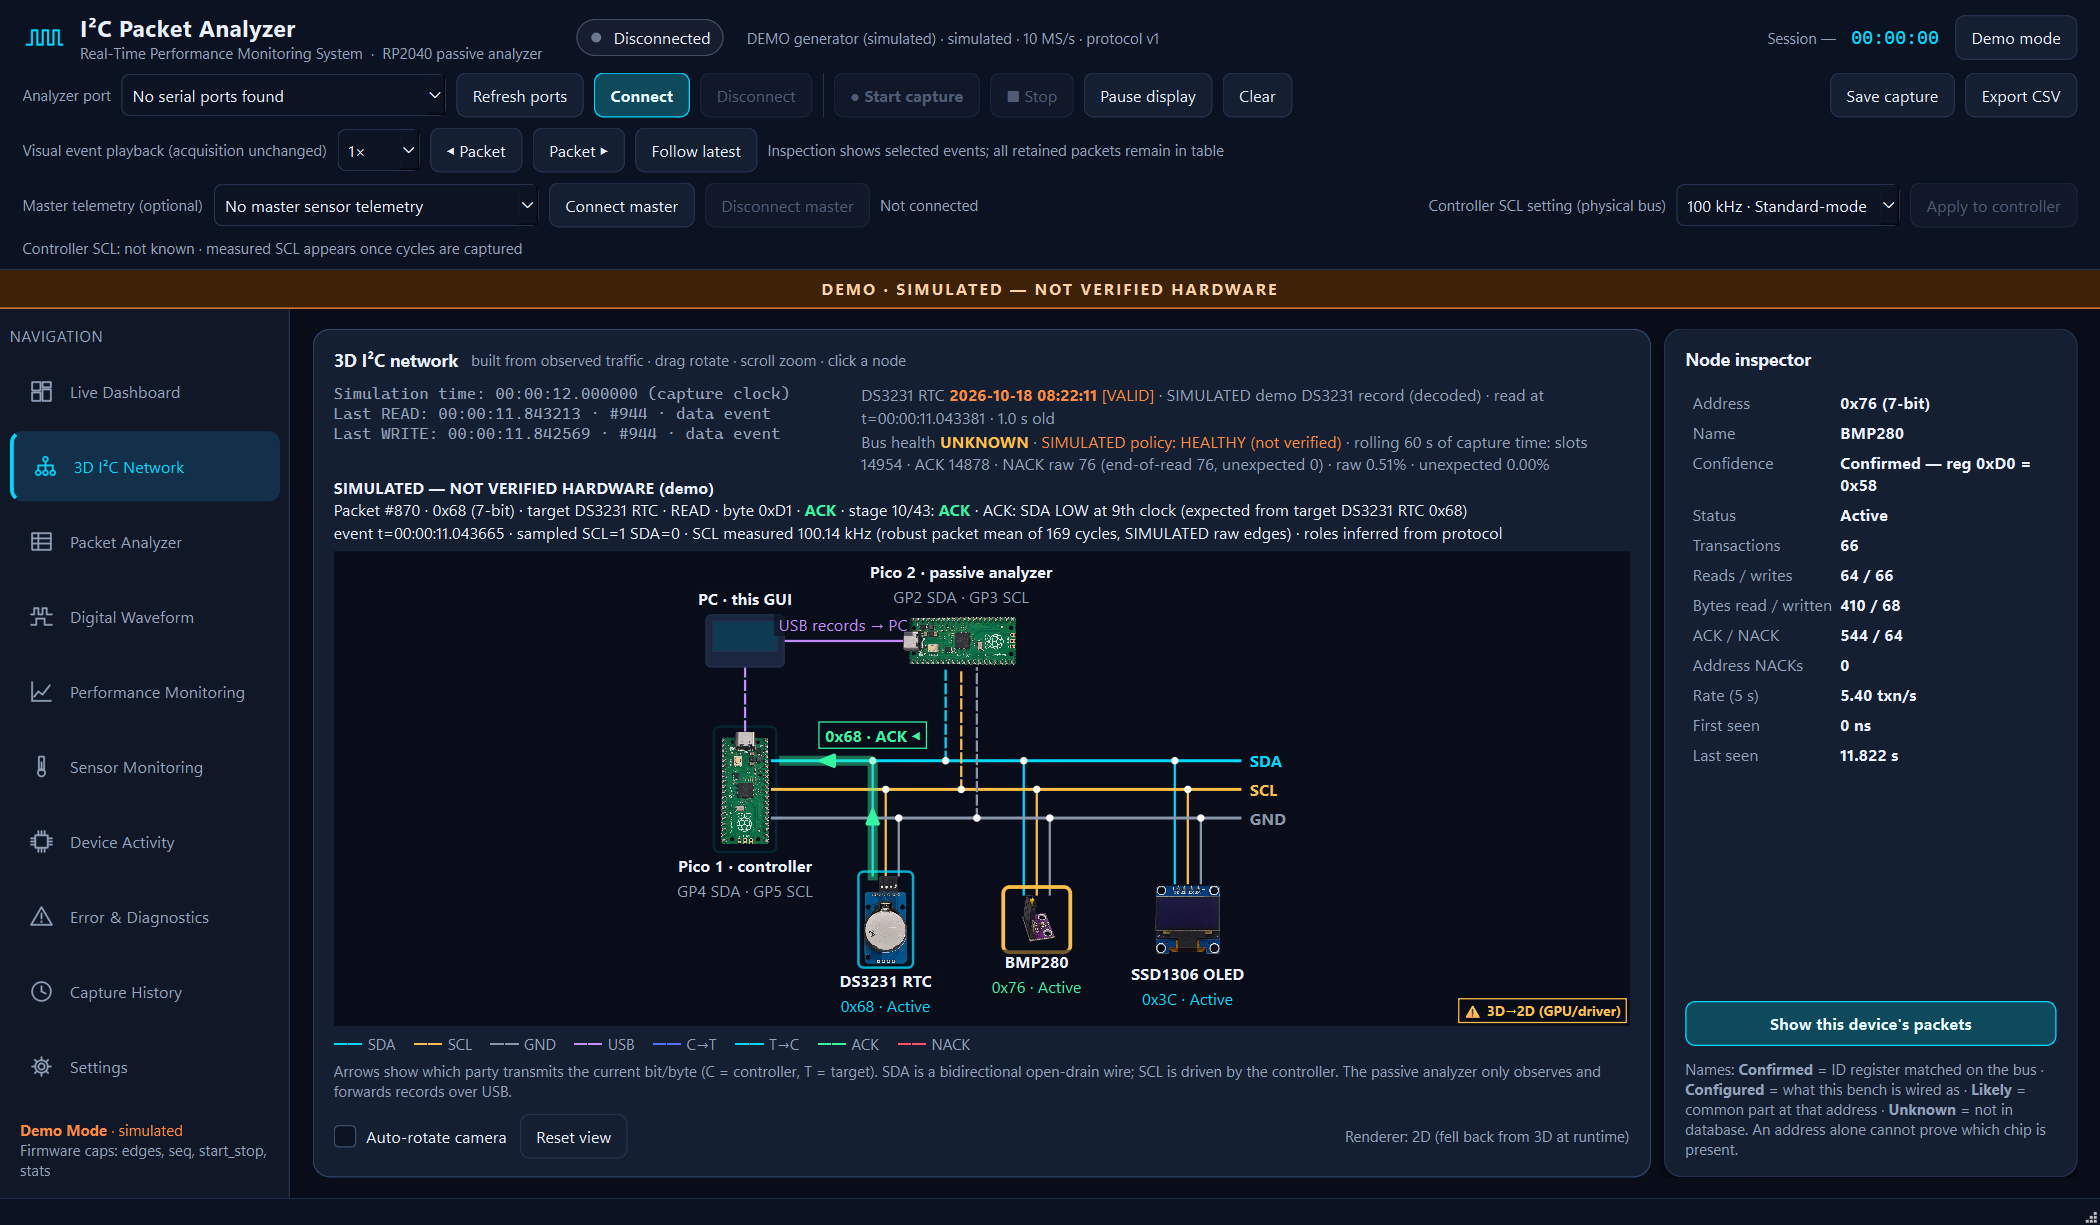 I²C Packet Analyzer
Real-Time Performance Monitoring System · RP2040 passive analyzer
Disconnected
DEMO generator (simulated) · simulated · 10 MS/s · protocol v1
Session —
00:00:00
Demo mode
Analyzer port
No serial ports found
Refresh ports
Connect
Disconnect
● Start capture
■ Stop
Pause display
Clear
Save capture
Export CSV
Visual event playback (acquisition unchanged)
1×
◂ Packet
Packet ▸
Follow latest
Inspection shows selected events; all retained packets remain in table
Master telemetry (optional)
No master sensor telemetry
Connect master
Disconnect master
Not connected
Controller SCL setting (physical bus)
100 kHz · Standard-mode
Apply to controller
Controller SCL: not known · measured SCL appears once cycles are captured
DEMO · SIMULATED — NOT VERIFIED HARDWARE
NAVIGATION
Live Dashboard
3D I²C Network
Packet Analyzer
Digital Waveform
Performance Monitoring
Sensor Monitoring
Device Activity
Error & Diagnostics
Capture History
Settings
Demo Mode · simulated
Firmware caps: edges, seq, start_stop,
stats
3D I²C network
built from observed traffic · drag rotate · scroll zoom · click a node
Simulation time: 00:00:12.000000 (capture clock)
Last READ: 00:00:11.843213 · #944 · data event
Last WRITE: 00:00:11.842569 · #944 · data event
DS3231 RTC 2026-10-18 08:22:11 [VALID] · SIMULATED demo DS3231 record (decoded) · read at
t=00:00:11.043381 · 1.0 s old
Bus health UNKNOWN · SIMULATED policy: HEALTHY (not verified) · rolling 60 s of capture time: slots
14954 · ACK 14878 · NACK raw 76 (end-of-read 76, unexpected 0) · raw 0.51% · unexpected 0.00%
SIMULATED — NOT VERIFIED HARDWARE (demo)
Packet #870 · 0x68 (7-bit) · target DS3231 RTC · READ · byte 0xD1 · ACK · stage 10/43: ACK · ACK: SDA LOW at 9th clock (expected from target DS3231 RTC 0x68)
event t=00:00:11.043665 · sampled SCL=1 SDA=0 · SCL measured 100.14 kHz (robust packet mean of 169 cycles, SIMULATED raw edges) · roles inferred from protocol
Pico 2 · passive analyzer
GP2 SDA · GP3 SCL
PC · this GUI
USB records → PC
0x68 · ACK ◂
SDA
SCL
GND
Pico 1 · controller
GP4 SDA · GP5 SCL
DS3231 RTC
0x68 · Active
BMP280
0x76 · Active
SSD1306 OLED
0x3C · Active
3D→2D (GPU/driver)
SDA
SCL
GND
USB
C→T
T→C
ACK
NACK
Arrows show which party transmits the current bit/byte (C = controller, T = target). SDA is a bidirectional open-drain wire; SCL is driven by the controller. The passive analyzer only observes and
forwards records over USB.
Auto-rotate camera
Reset view
Renderer: 2D (fell back from 3D at runtime)
Node inspector
Address 0x76 (7-bit)
Name BMP280
Confidence Confirmed — reg 0xD0 =
0x58
Status Active
Transactions 66
Reads / writes 64 / 66
Bytes read / written 410 / 68
ACK / NACK 544 / 64
Address NACKs 0
Rate (5 s) 5.40 txn/s
First seen 0 ns
Last seen 11.822 s
Show this device's packets
Names: Confirmed = ID register matched on the bus ·
Configured = what this bench is wired as · Likely =
common part at that address · Unknown = not in
database. An address alone cannot prove which chip is
present.